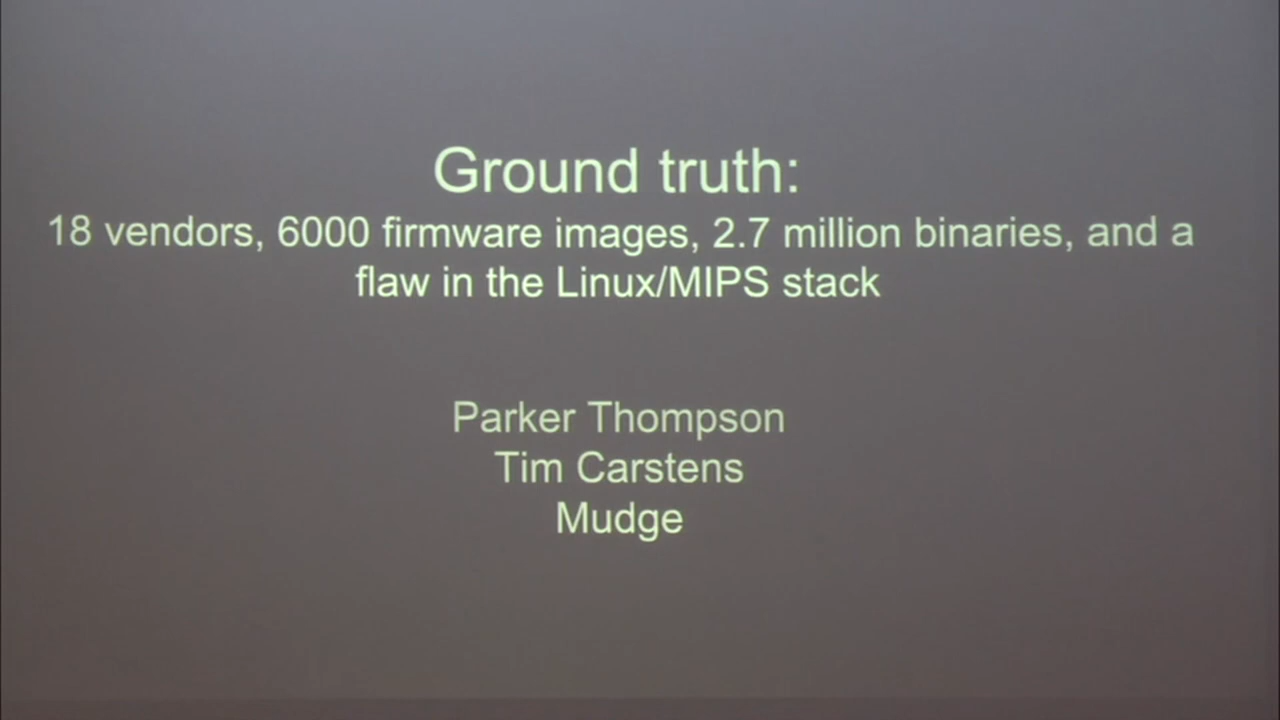 Ground truth:
18 vendors, 6000 firmware images, 2.7 million binaries, and a
flaw in the Linux/MIPS stack
Parker Thompson
Tim Carstens
Mudge